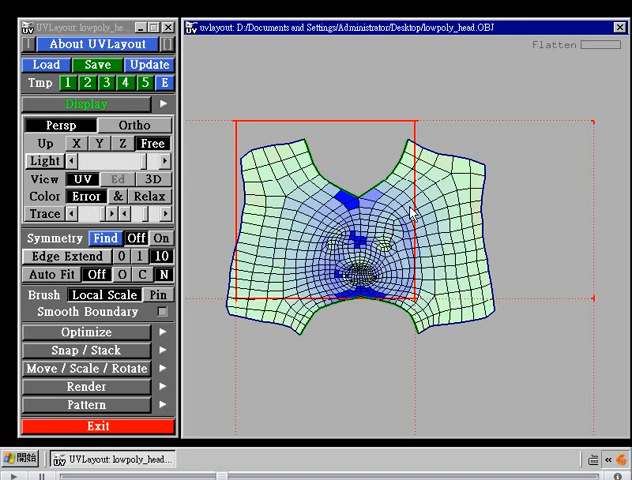 UVLayout: lowpoly_he...
uvlayout: D:/Documents and Settings/Administrator/Desktop/lowpoly_head.OBJ
About UVLayout
Flatten
Load Save Update
Tmp 1 2 3 4 5 E
Display
Persp Ortho
Up X Y Z Free
Light
View UV Ed 3D
Color Error & Relax
Trace
Symmetry Find Off On
Edge Extend 0 1 10
Auto Fit Off O C N
Brush Local Scale Pin
Smooth Boundary
Optimize
Snap / Stack
Move / Scale / Rotate
Render
Pattern
Exit
開始 UVLayout: lowpoly_head...